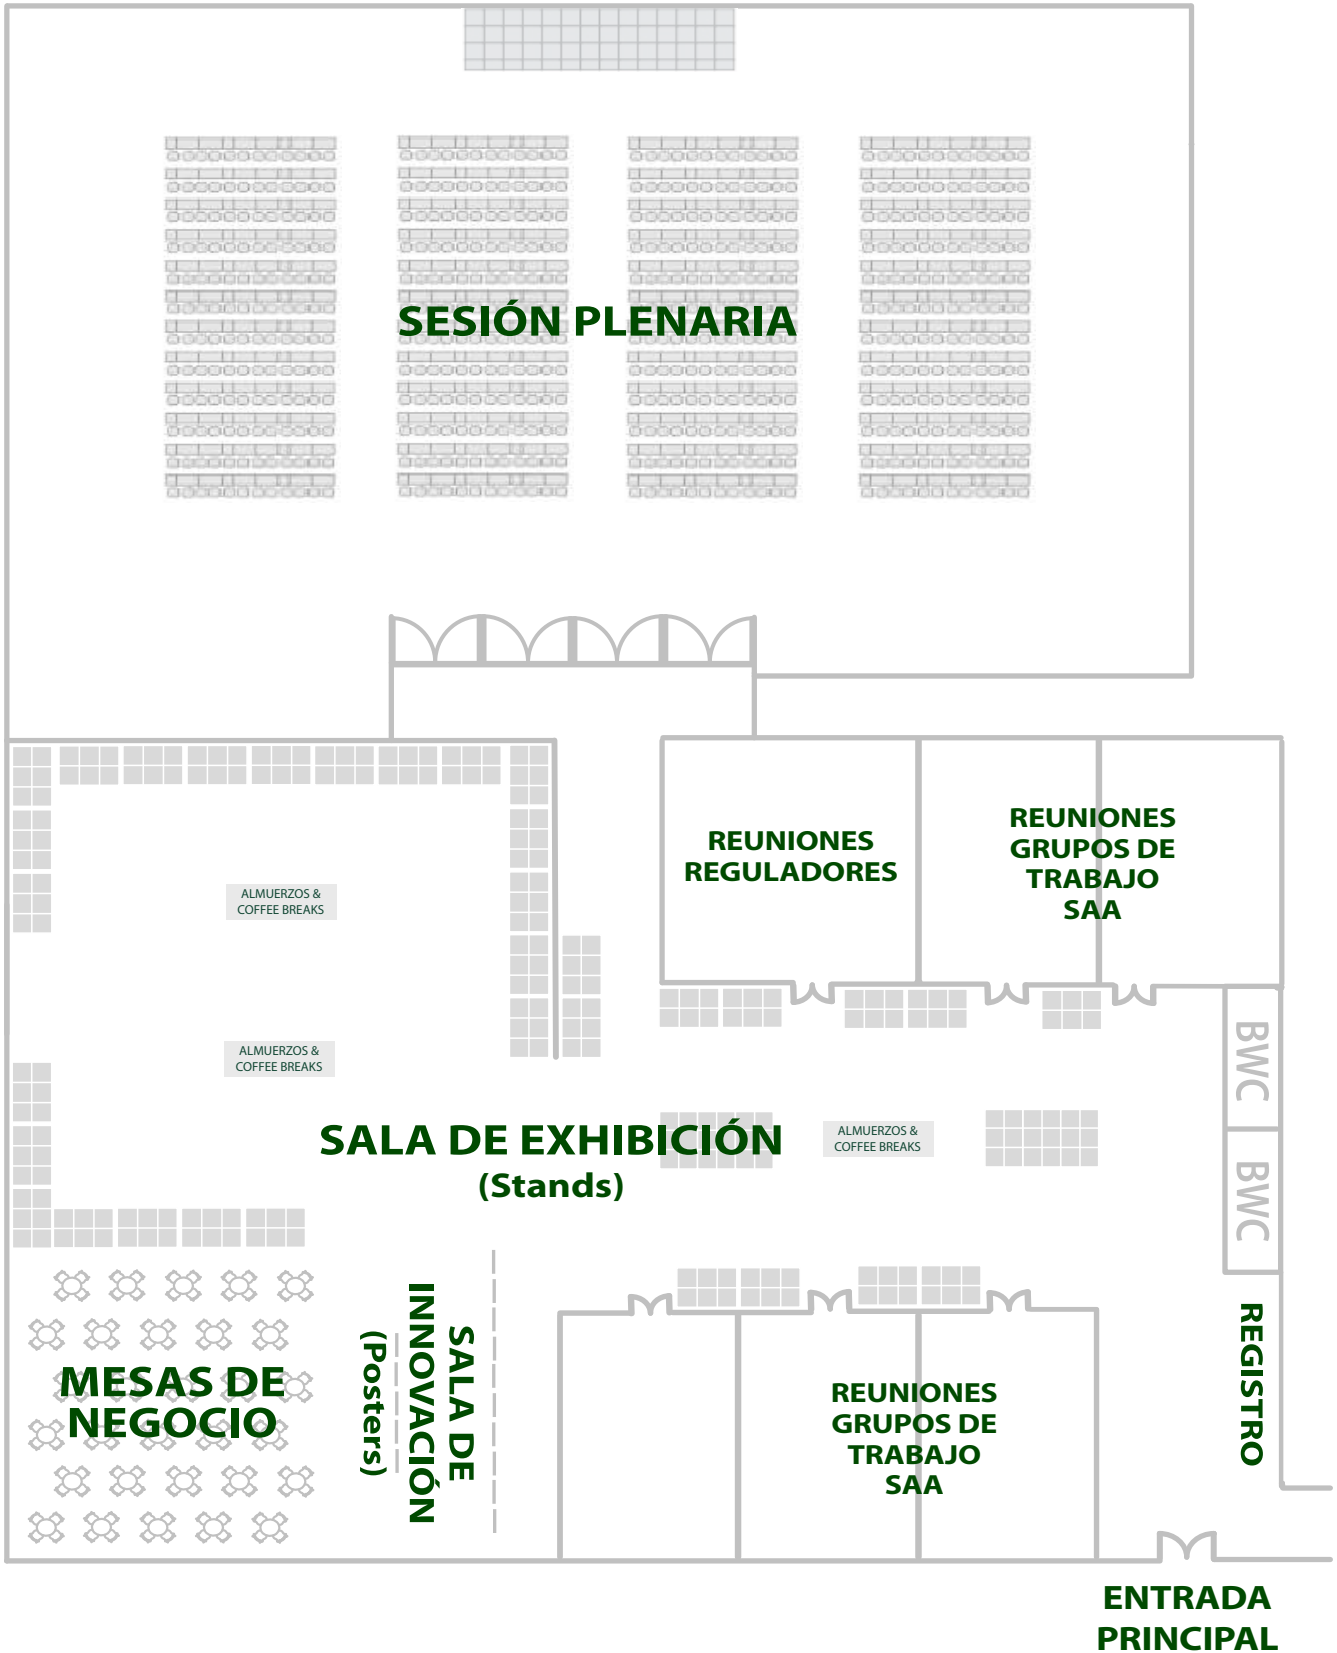 SESIÓN PLENARIA
REUNIONES
REGULADORES
REUNIONES
GRUPOS DE
TRABAJO
SAA
ALMUERZOS &
COFFEE BREAKS
ALMUERZOS &
COFFEE BREAKS
BWC
BWC
SALA DE EXHIBICIÓN
(Stands)
ALMUERZOS &
COFFEE BREAKS
MESAS DE
NEGOCIO
SALA DE
INNOVACIÓN
(Posters)
REUNIONES
GRUPOS DE
TRABAJO
SAA
REGISTRO
ENTRADA
PRINCIPAL